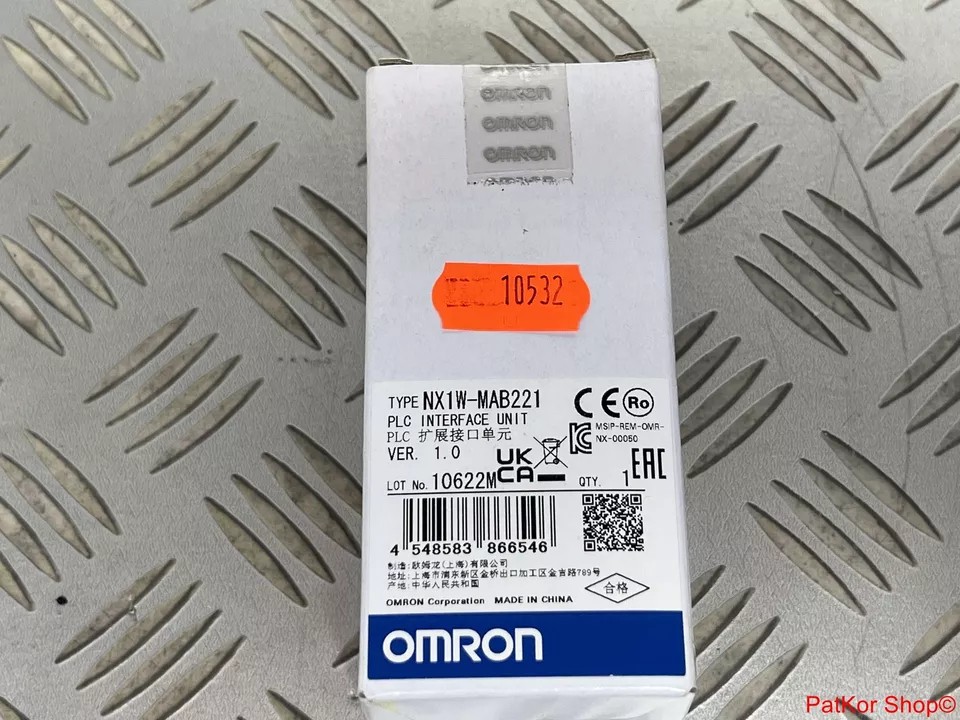 OMRON
OMRON
OMRON
10532
TYPE NX1W-MAB221
PLC INTERFACE UNIT
PLC 扩展接口单元
VER. 1.0
CE
Ro
MSIP-REM-OMR-
NX-00050
UK
CA
EAC
LOT No. 10622M
QTY. 1
4 548583 866546
制造:欧姆龙(上海)有限公司
地址:上海市浦东新区金桥出口加工区金吉路789号
产地:中华人民共和国
合格
OMRON Corporation MADE IN CHINA
OMRON
PatKor Shop©